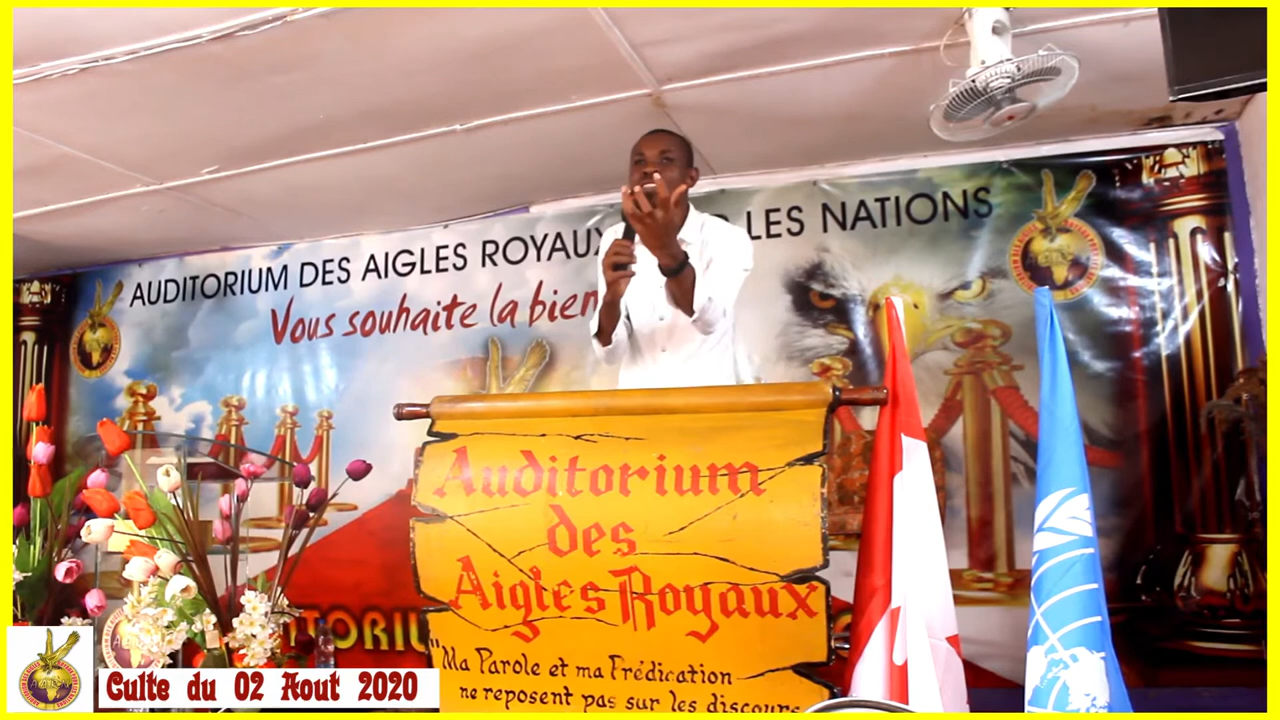 AUDITORIUM DES AIGLES ROYAUX LES NATIONS
Vous souhaite la bien
Auditorium
des
Aigles Royaux
"Ma Parole et ma Prédication
ne reposent pas sur les discours
Culte du 02 Aout 2020